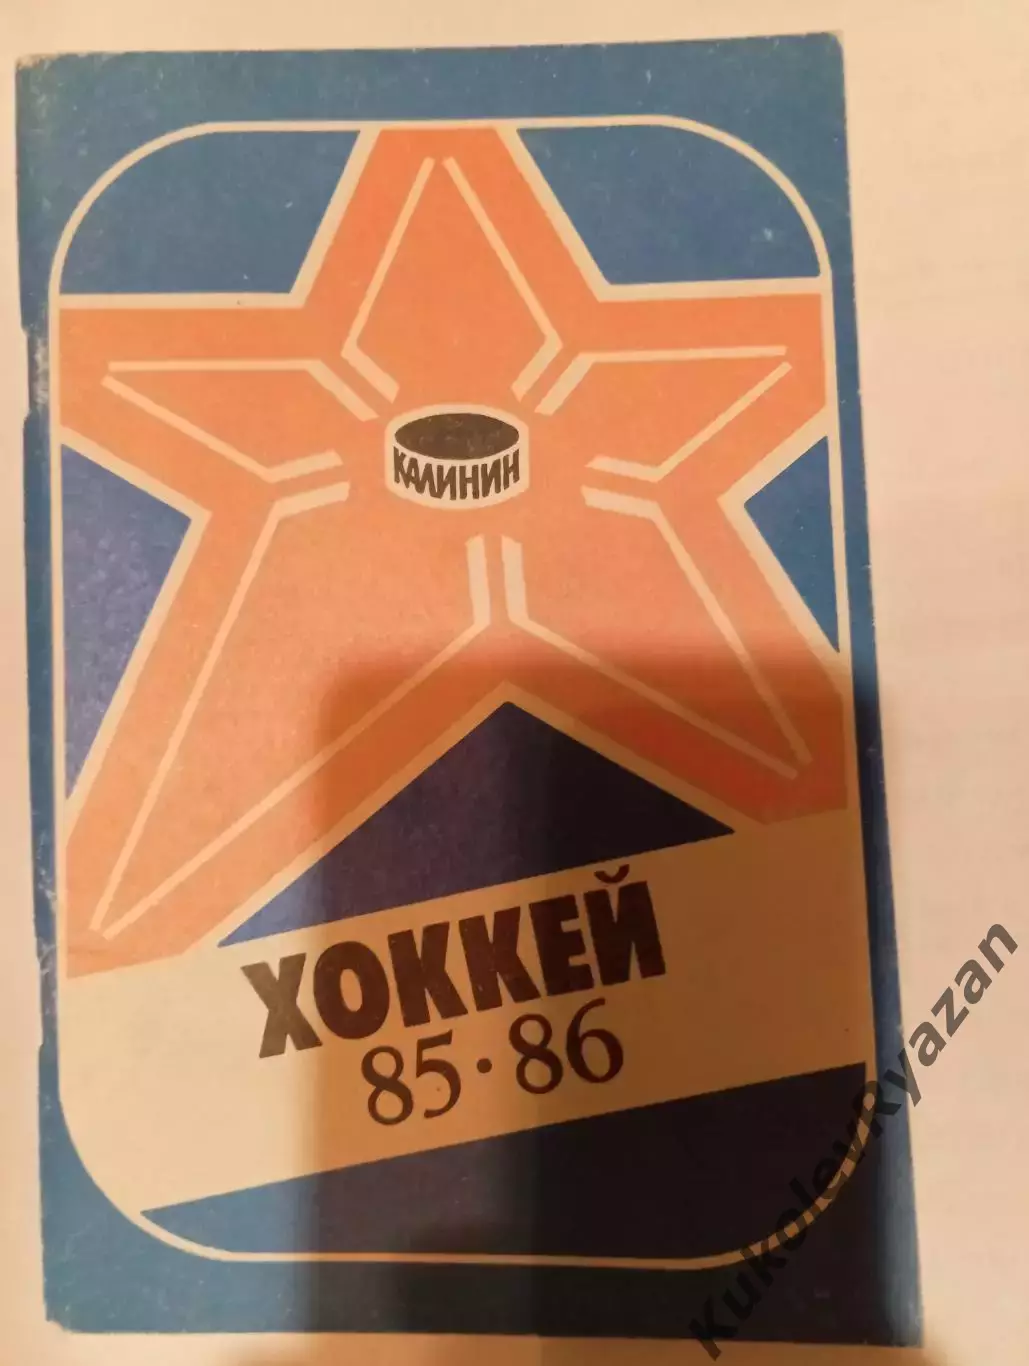 КАЛИНИН
ХОККЕЙ
85·86
KukolevRyazan